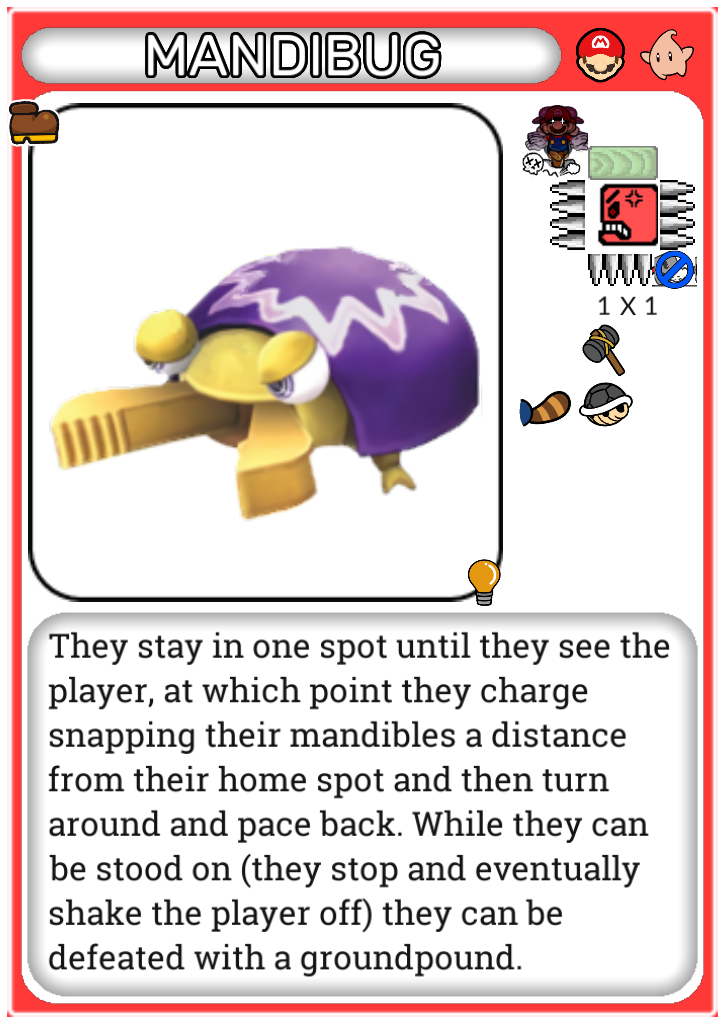 MANDIBUG
1 X 1
They stay in one spot until they see the
player, at which point they charge
snapping their mandibles a distance
from their home spot and then turn
around and pace back. While they can
be stood on (they stop and eventually
shake the player off) they can be
defeated with a groundpound.